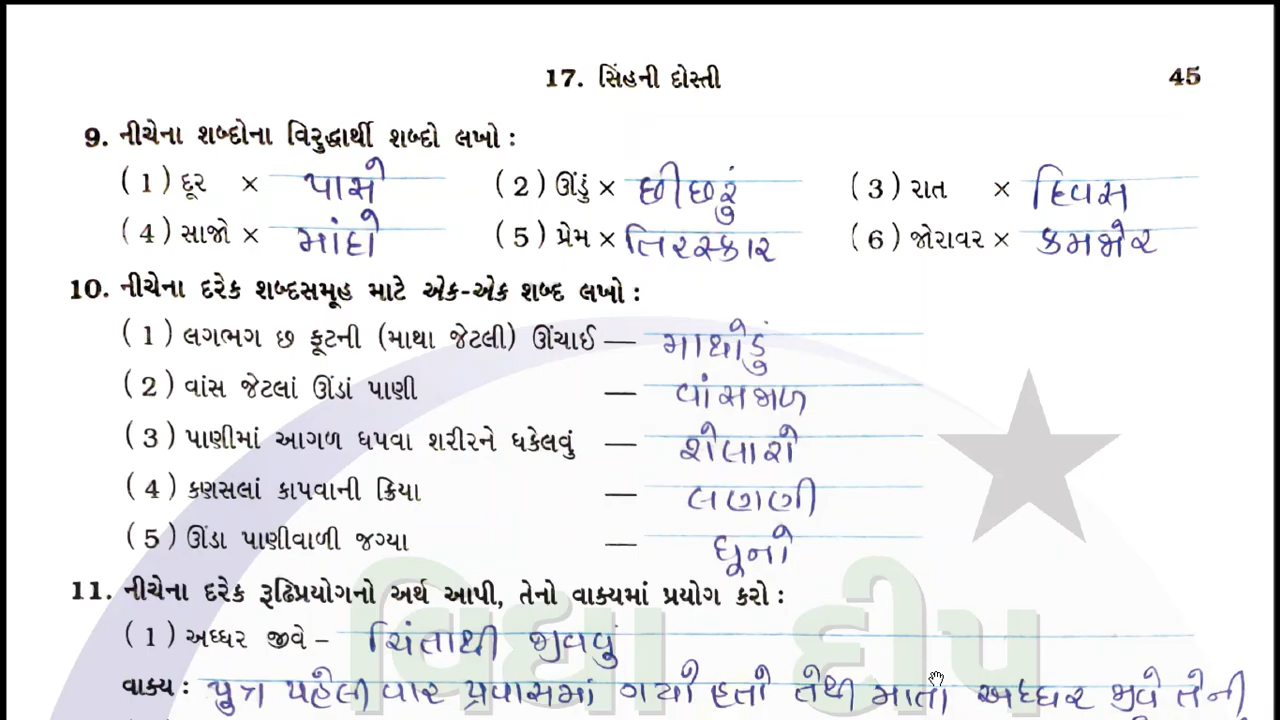 17. સિંહની દોસ્તી 45
9. નીચેના શબ્દોના વિરુદ્ધાર્થી શબ્દો લખો :
(1) દૂર × પાસે (2) ઊંડું × છીછરું (3) રાત × દિવસ
(4) સાજો × માંદો (5) પ્રેમ × તિરસ્કાર (6) જોરાવર × કમજોર
10. નીચેના દરેક શબ્દસમૂહ માટે એક-એક શબ્દ લખો :
(1) લગભગ છ ફૂટની (માથા જેટલી) ઊંચાઈ — માથોડું
(2) વાંસ જેટલાં ઊંડાં પાણી — વાંસજળ
(3) પાણીમાં આગળ ધપવા શરીરને ધકેલવું — શેલારો
(4) કણસલાં કાપવાની ક્રિયા — લણણી
(5) ઊંડા પાણીવાળી જગ્યા — ઘૂનો
11. નીચેના દરેક રૂઢિપ્રયોગનો અર્થ આપી, તેનો વાક્યમાં પ્રયોગ કરો :
(1) અધ્ધર જીવે – ચિંતાથી જીવવું
વાક્ય : પુત્ર પહેલી વાર પ્રવાસમાં ગયો હતો તેથી માતા અધ્ધર જીવે તેની
વિદ્યા દીપ